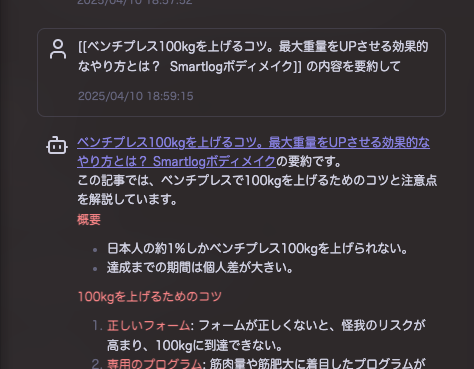 2025/04/10 18:57:52
[[ベンチプレス100kgを上げるコツ。最大重量をUPさせる効果的
なやり方とは？ Smartlogボディメイク]] の内容を要約して
2025/04/10 18:59:15
ベンチプレス100kgを上げるコツ。最大重量をUPさせる効果的な
やり方とは？ Smartlogボディメイクの要約です。
この記事では、ベンチプレスで100kgを上げるためのコツと注意点
を解説しています。
概要
• 日本人の約1%しかベンチプレス100kgを上げられない。
• 達成までの期間は個人差が大きい。
100kgを上げるためのコツ
1. 正しいフォーム: フォームが正しくないと、怪我のリスクが
高まり、100kgに到達できない。
2. 専用のプログラム: 筋肉量や筋肥大に着目したプログラムが